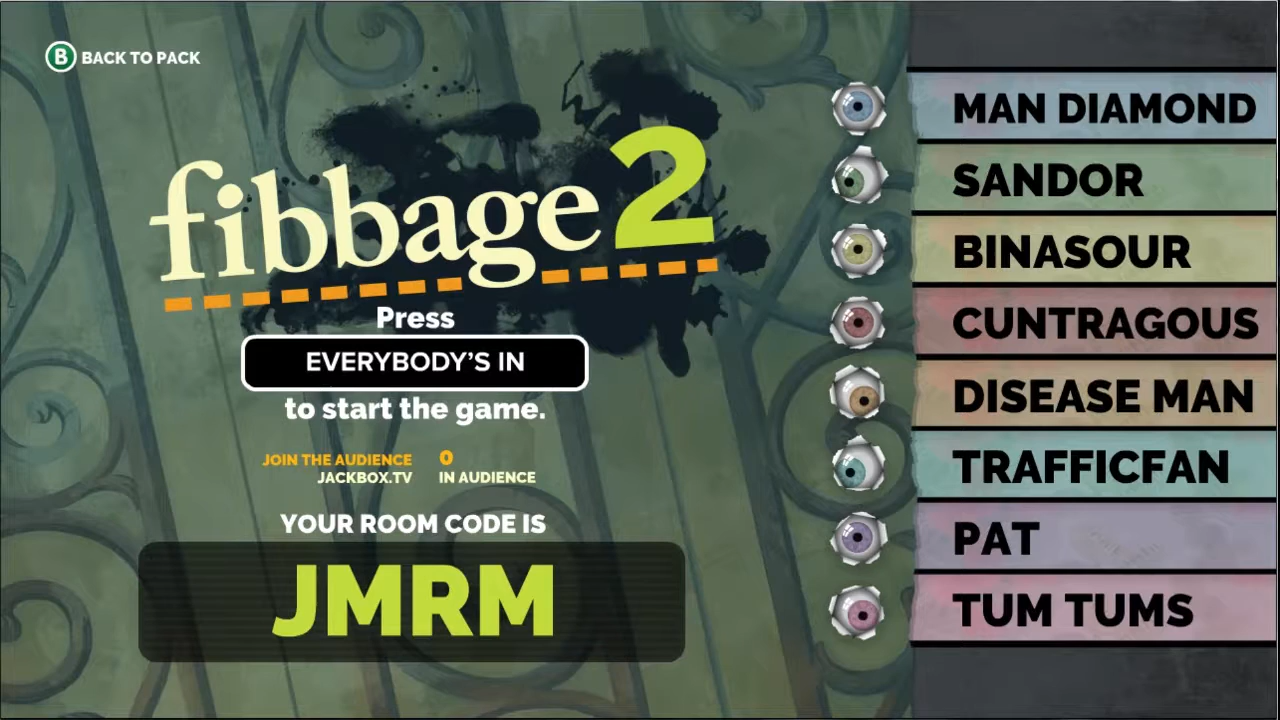 B BACK TO PACK
fibbage 2
Press
EVERYBODY'S IN
to start the game.
JOIN THE AUDIENCE
JACKBOX.TV
0
IN AUDIENCE
YOUR ROOM CODE IS
JMRM
MAN DIAMOND
SANDOR
BINASOUR
CUNTRAGOUS
DISEASE MAN
TRAFFICFAN
PAT
TUM TUMS